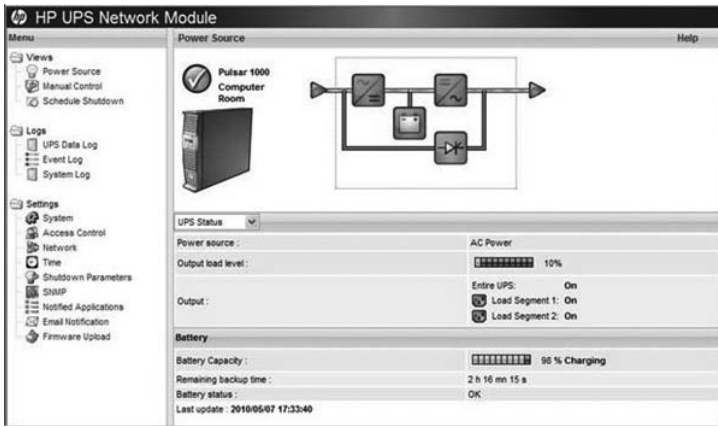 hp HP UPS Network Module
Menu
Power Source
Help
Views
Power Source
Manual Control
Schedule Shutdown
Logs
UPS Data Log
Event Log
System Log
Settings
System
Access Control
Network
Time
Shutdown Parameters
SNMP
Notified Applications
Email Notification
Firmware Upload
Pulsar 1000
Computer
Room
UPS Status
Power source : AC Power
Output load level : 10%
Output :
Entire UPS: On
Load Segment 1: On
Load Segment 2: On
Battery
Battery Capacity : 98 % Charging
Remaining backup time : 2 h 16 mn 15 s
Battery status : OK
Last update : 2010/05/07 17:33:40